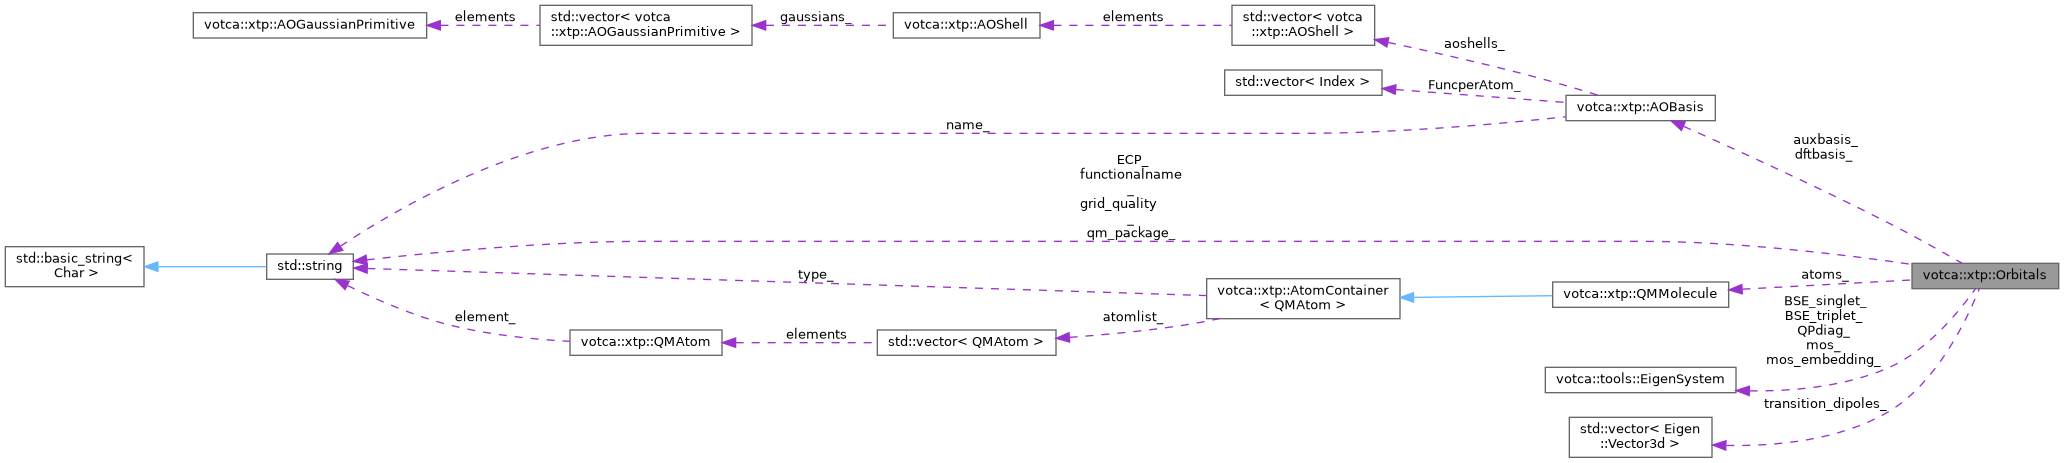 votca::xtp::AOGaussianPrimitive
elements
std::vector< votca
::xtp::AOGaussianPrimitive >
gaussians_
votca::xtp::AOShell
elements
std::vector< votca
::xtp::AOShell >
aoshells_
std::vector< Index >
FuncperAtom_
votca::xtp::AOBasis
name_
auxbasis_
dftbasis_
ECP_
functionalname
_
grid_quality
_
qm_package_
std::basic_string<
Char >
std::string
type_
votca::xtp::AtomContainer
< QMAtom >
votca::xtp::QMMolecule
atoms_
votca::xtp::Orbitals
element_
votca::xtp::QMAtom
elements
std::vector< QMAtom >
atomlist_
BSE_singlet_
BSE_triplet_
QPdiag_
mos_
mos_embedding_
votca::tools::EigenSystem
transition_dipoles_
std::vector< Eigen
::Vector3d >